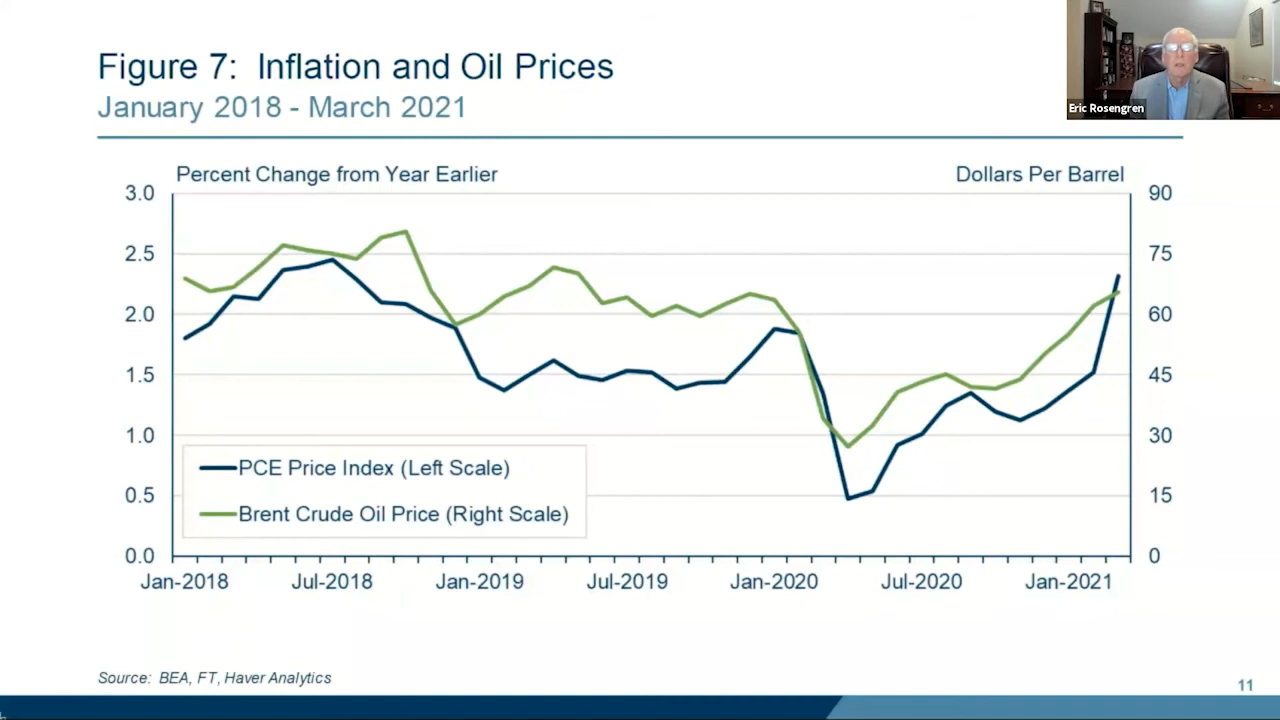 Figure 7: Inflation and Oil Prices
January 2018 - March 2021
Eric Rosengren
Percent Change from Year Earlier
Dollars Per Barrel
3.0
2.5
2.0
1.5
1.0
0.5
0.0
90
75
60
45
30
15
0
PCE Price Index (Left Scale)
Brent Crude Oil Price (Right Scale)
Jan-2018 Jul-2018 Jan-2019 Jul-2019 Jan-2020 Jul-2020 Jan-2021
Source: BEA, FT, Haver Analytics
11